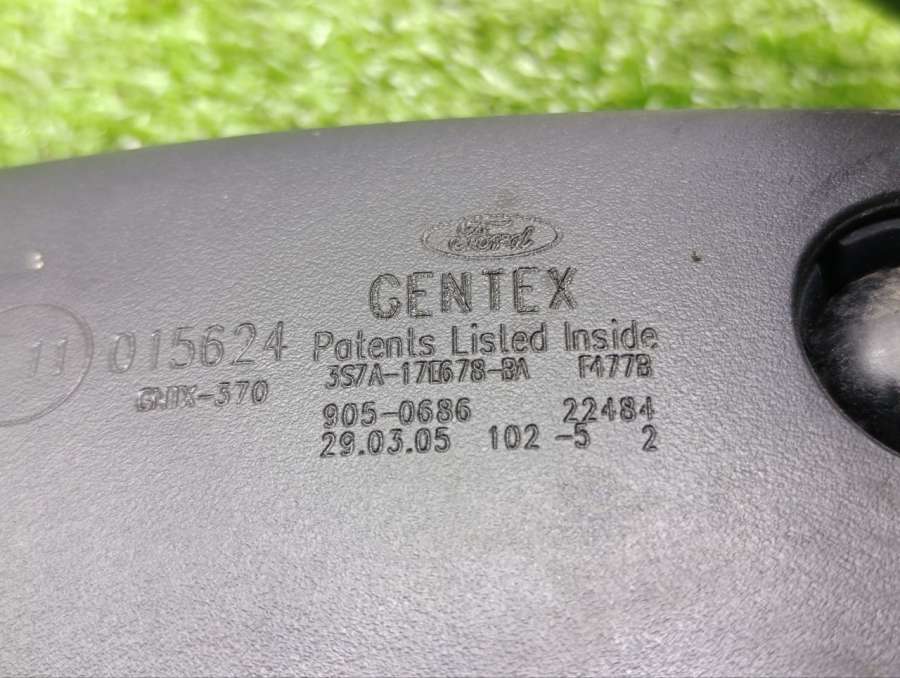 Ford
GENTEX
Patents Listed Inside
11 015624
GNTX-370
3S7A-17E678-BA F477B
905-0686 22484
29.03.05 102 -5 2